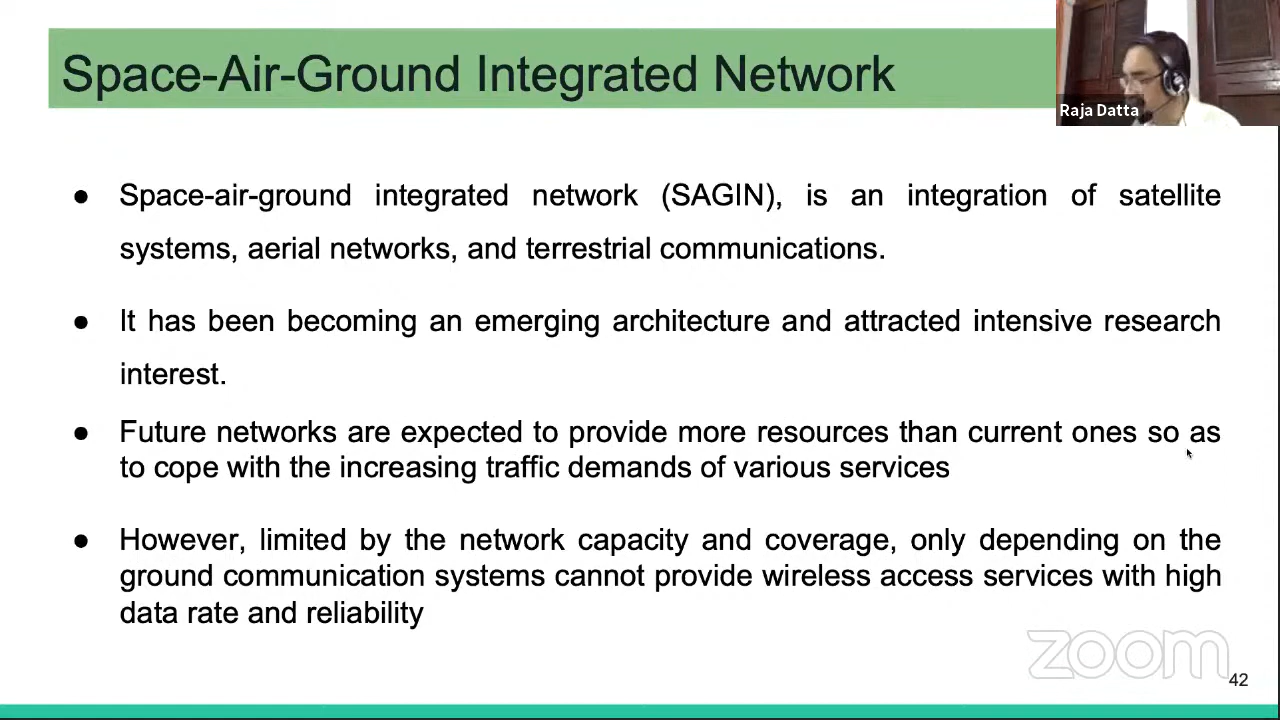 Space-Air-Ground Integrated Network
Raja Datta
● Space-air-ground integrated network (SAGIN), is an integration of satellite
systems, aerial networks, and terrestrial communications.
● It has been becoming an emerging architecture and attracted intensive research
interest.
● Future networks are expected to provide more resources than current ones so as
to cope with the increasing traffic demands of various services
● However, limited by the network capacity and coverage, only depending on the
ground communication systems cannot provide wireless access services with high
data rate and reliability
zoom
42